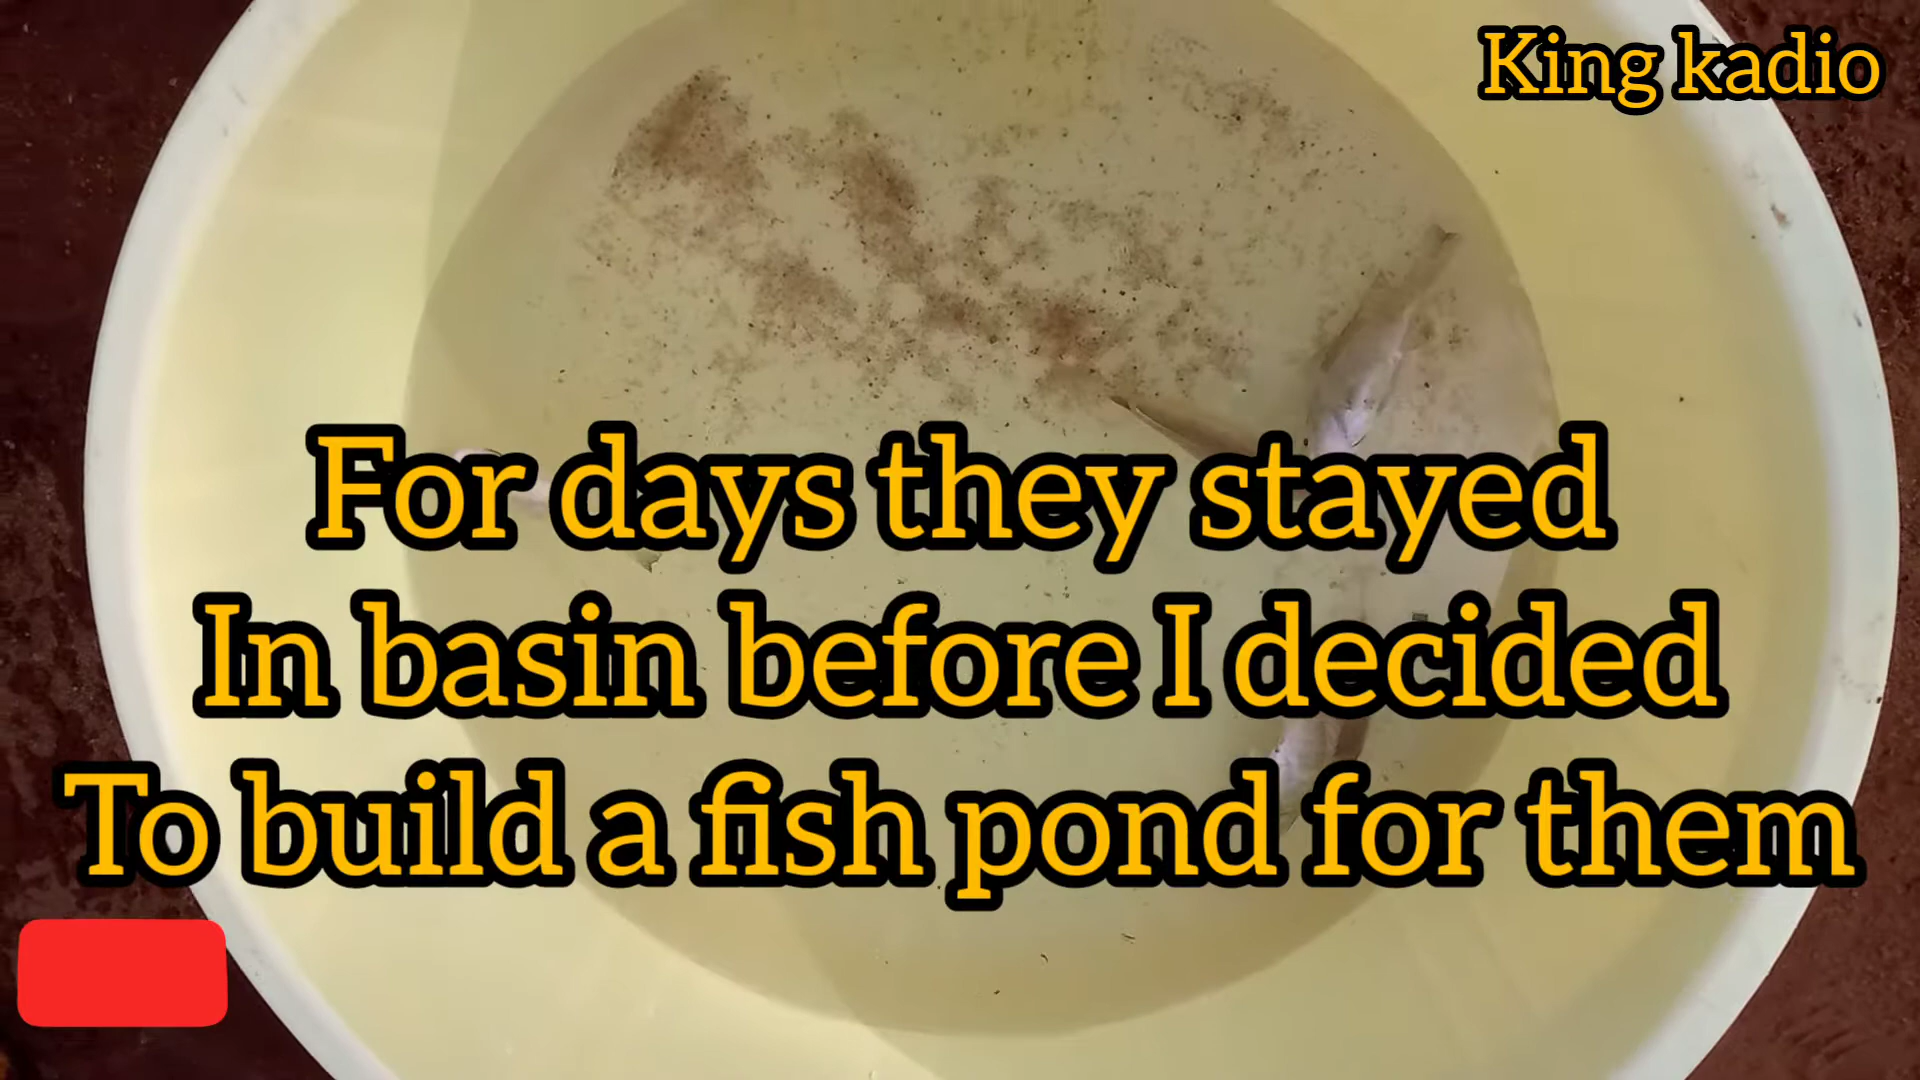 King kadio
For days they stayed
In basin before I decided
To build a fish pond for them